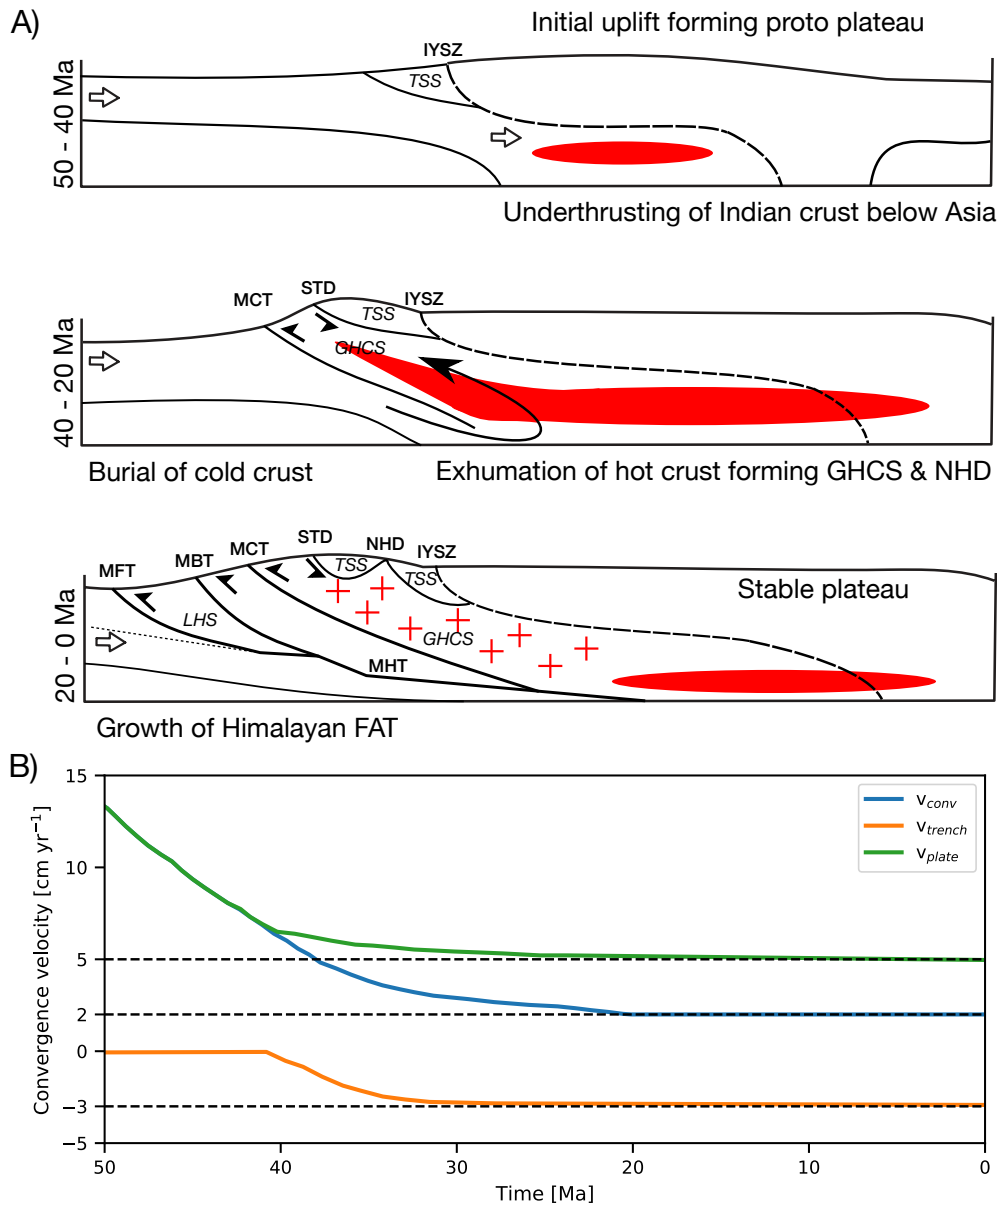 A)
Initial uplift forming proto plateau
IYSZ
TSS
50 - 40 Ma
Underthrusting of Indian crust below Asia
MCT
STD
IYSZ
TSS
GHCS
40 - 20 Ma
Burial of cold crust
Exhumation of hot crust forming GHCS & NHD
MFT
MBT
MCT
STD
NHD
IYSZ
TSS
TSS
Stable plateau
LHS
GHCS
MHT
20 - 0 Ma
Growth of Himalayan FAT
B)
15
10
5
2
0
−3
−5
Convergence velocity [cm yr⁻¹]
v_conv
v_trench
v_plate
50
40
30
20
10
0
Time [Ma]